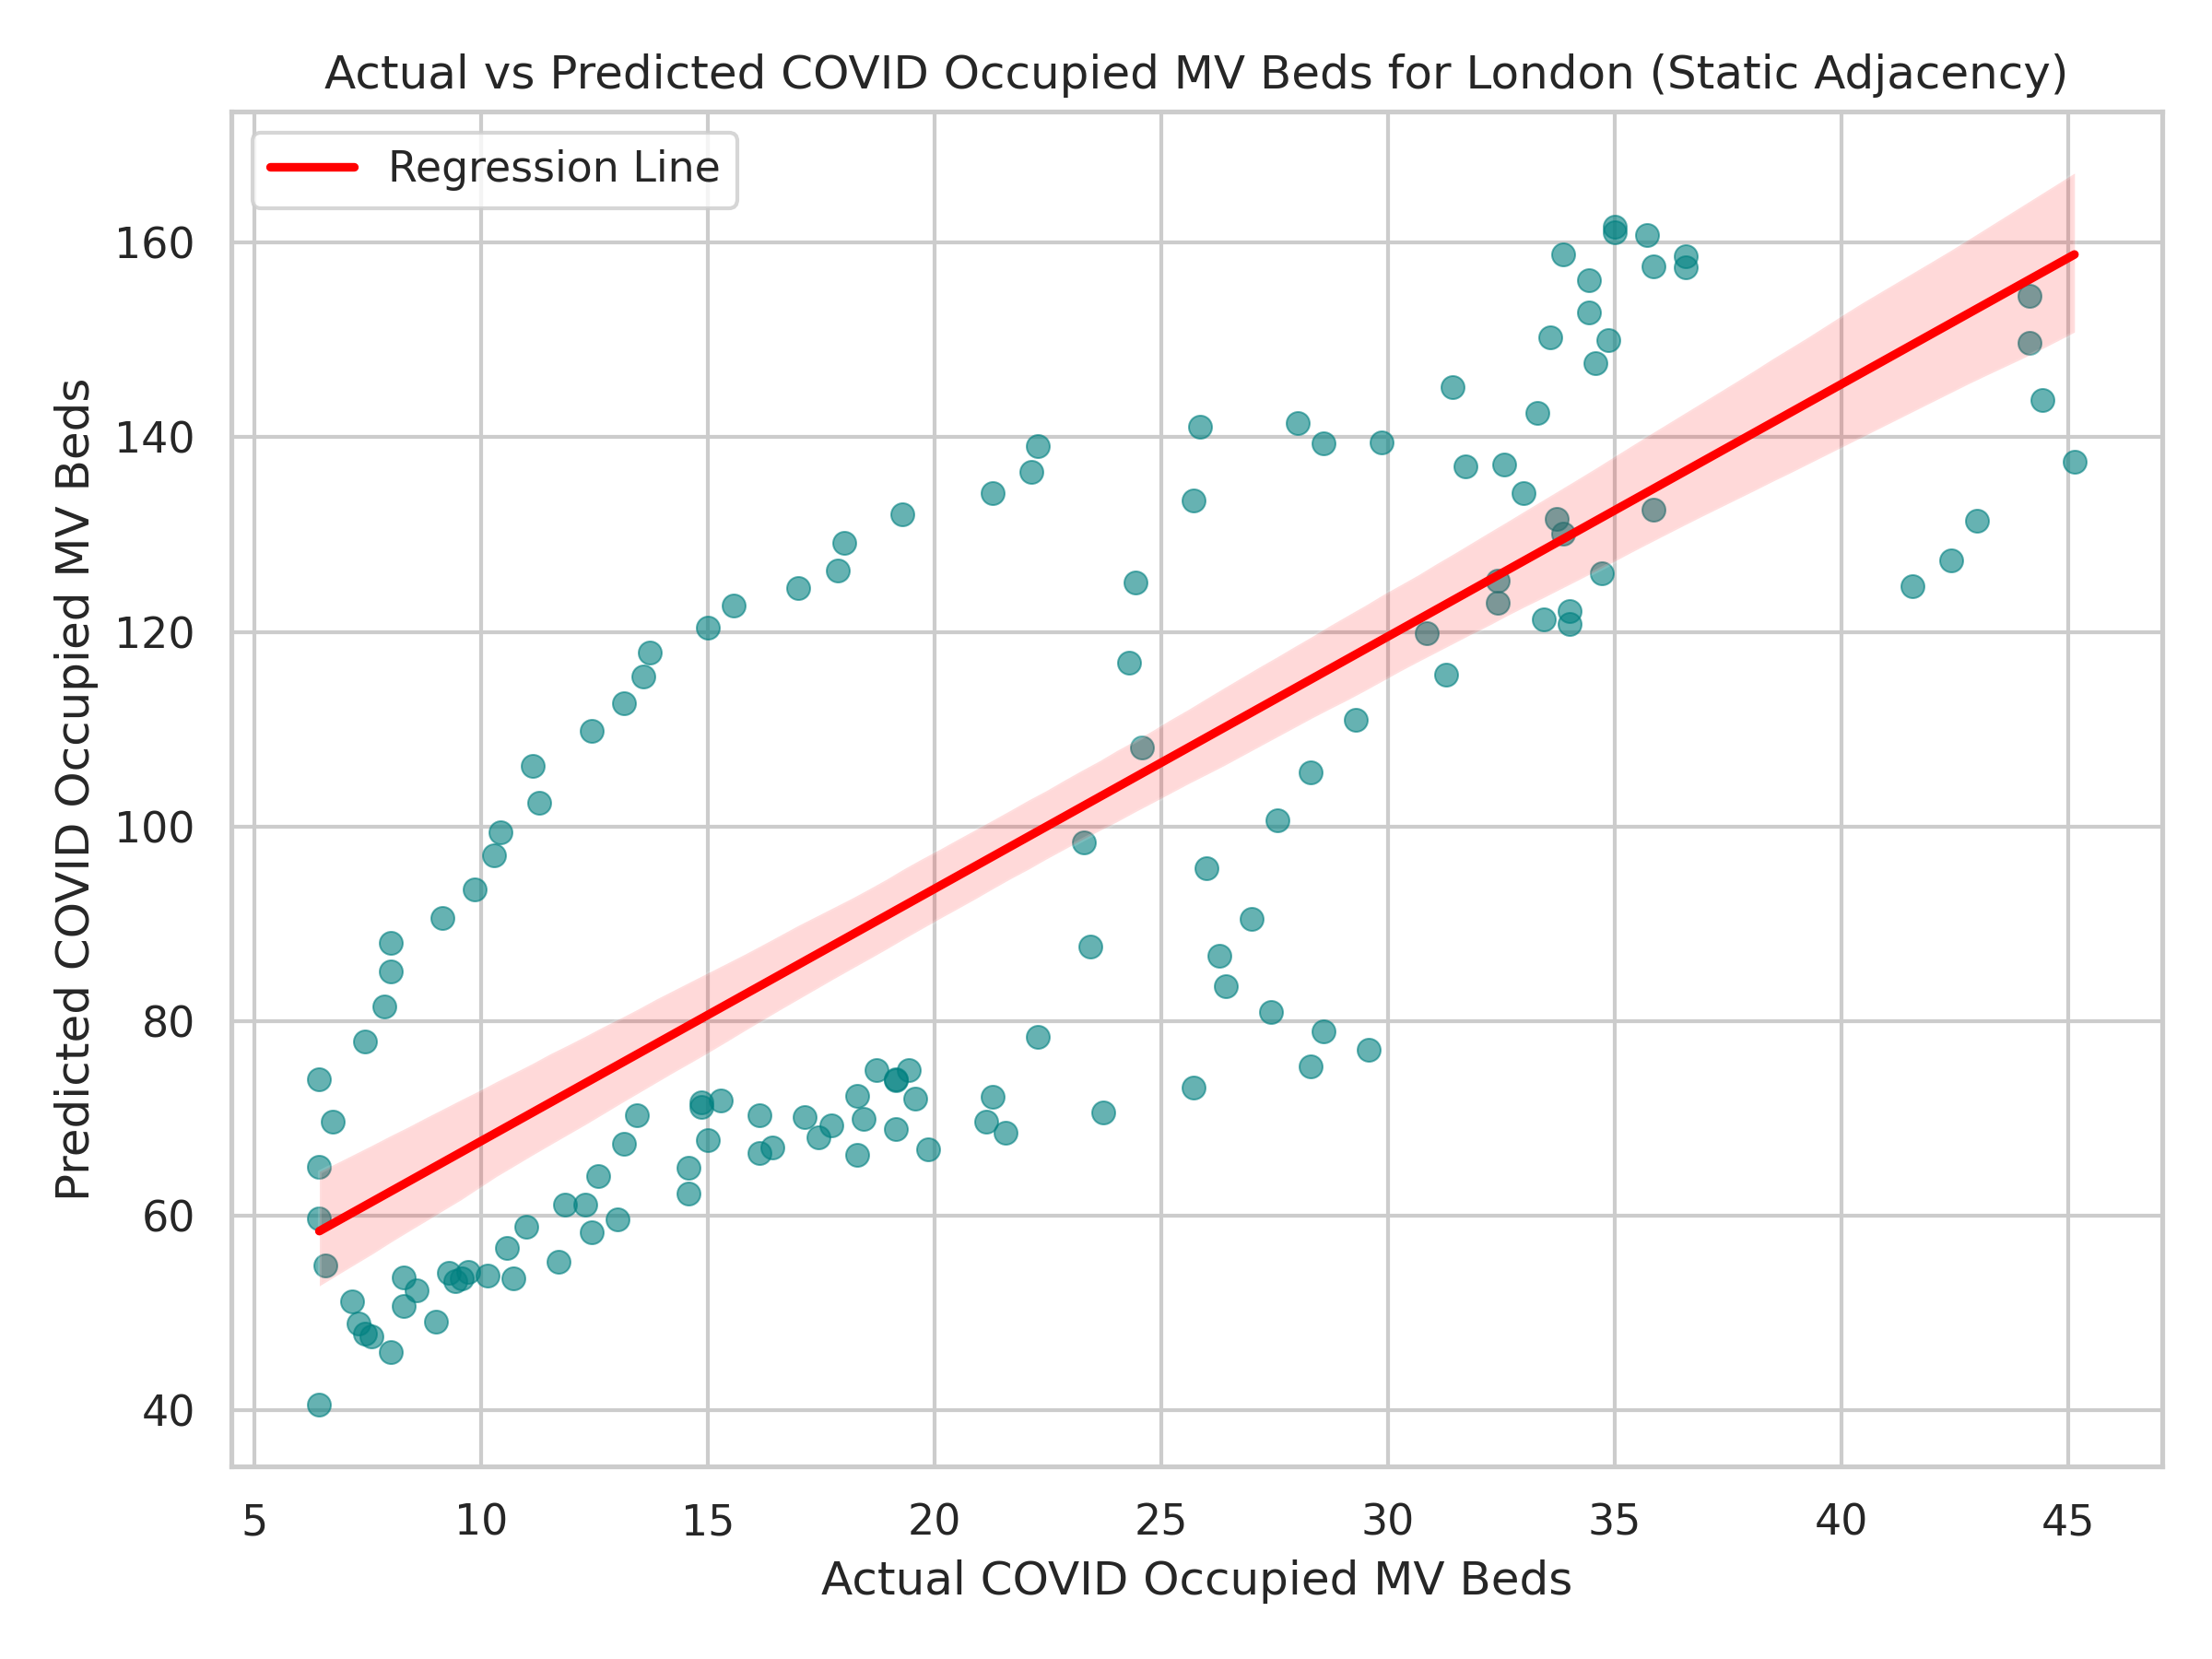 Actual vs Predicted COVID Occupied MV Beds for London (Static Adjacency)
Regression Line
Predicted COVID Occupied MV Beds
160
140
120
100
80
60
40
5 10 15 20 25 30 35 40 45
Actual COVID Occupied MV Beds